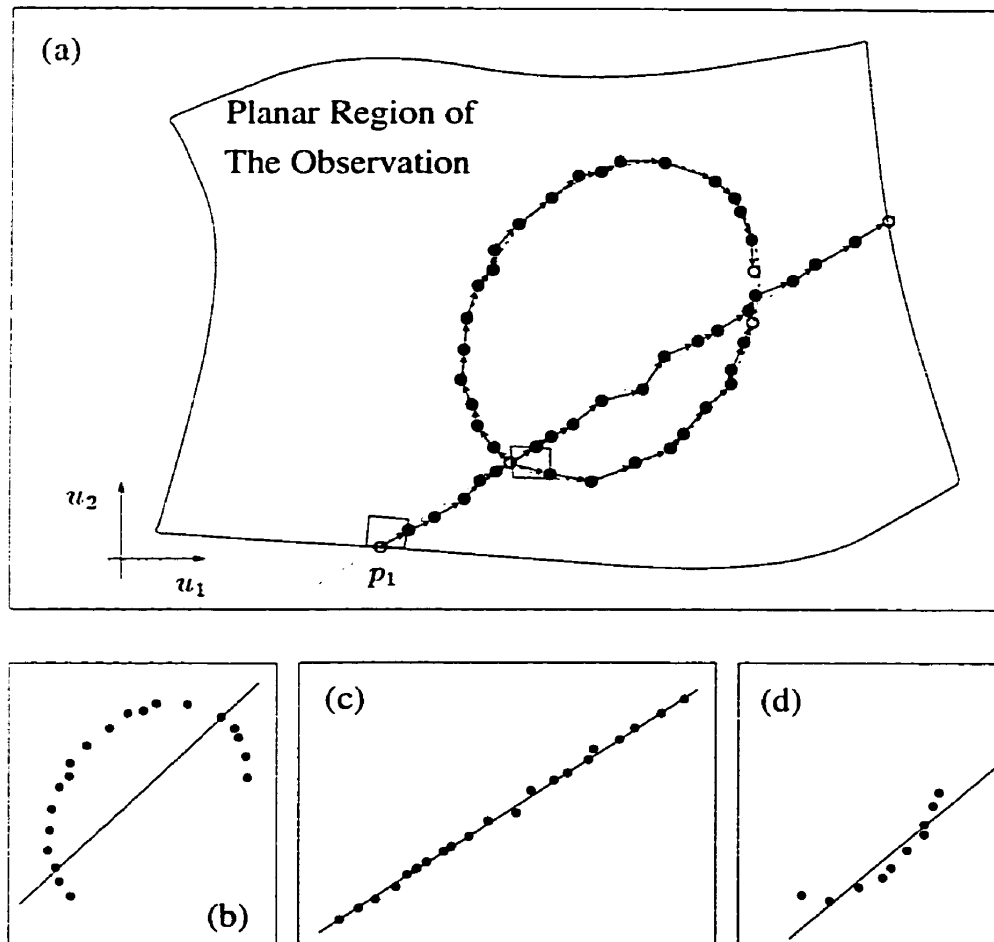 (a)
Planar Region of
The Observation
u₂
u₁
p₁
(b)
(c)
(d)